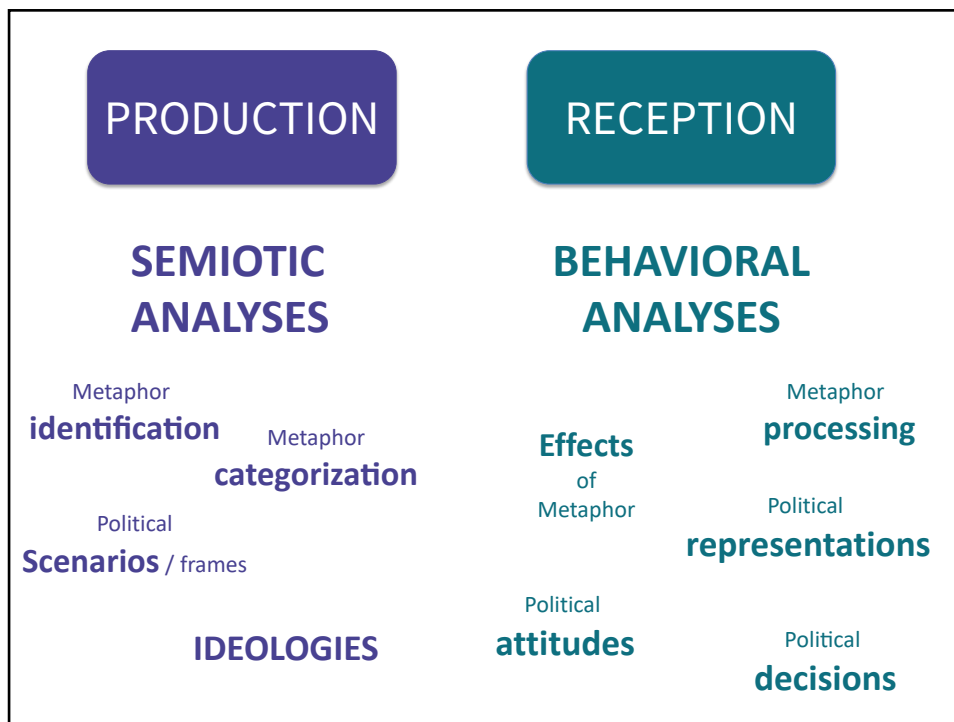 PRODUCTION
SEMIOTIC
ANALYSES
Metaphor
identification
Metaphor
categorization
Political
Scenarios / frames
IDEOLOGIES
RECEPTION
BEHAVIORAL
ANALYSES
Metaphor
processing
Effects
of
Metaphor
Political
representations
Political
attitudes
Political
decisions